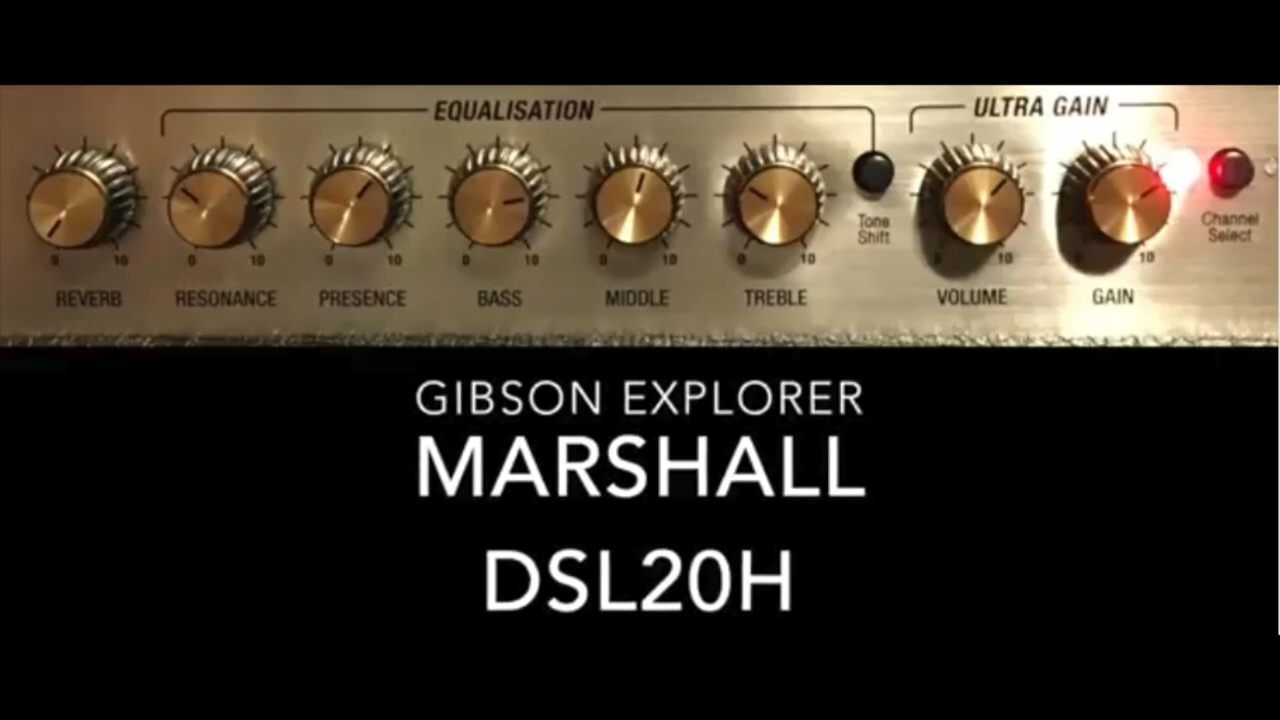 EQUALISATION
ULTRA GAIN
Tone
Shift
Channel
Select
0 10 0 10 0 10 0 10 0 10 0 10 0 10 10
REVERB RESONANCE PRESENCE BASS MIDDLE TREBLE VOLUME GAIN
GIBSON EXPLORER
MARSHALL
DSL20H